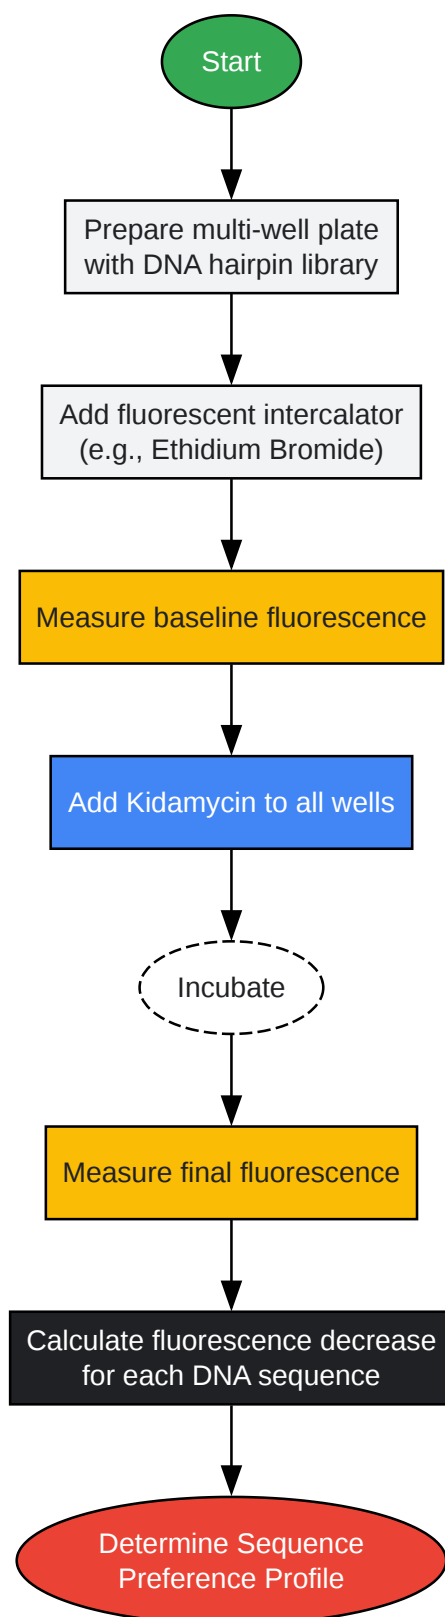 Start
Prepare multi-well plate
with DNA hairpin library
Add fluorescent intercalator
(e.g., Ethidium Bromide)
Measure baseline fluorescence
Add Kidamycin to all wells
Incubate
Measure final fluorescence
Calculate fluorescence decrease
for each DNA sequence
Determine Sequence
Preference Profile